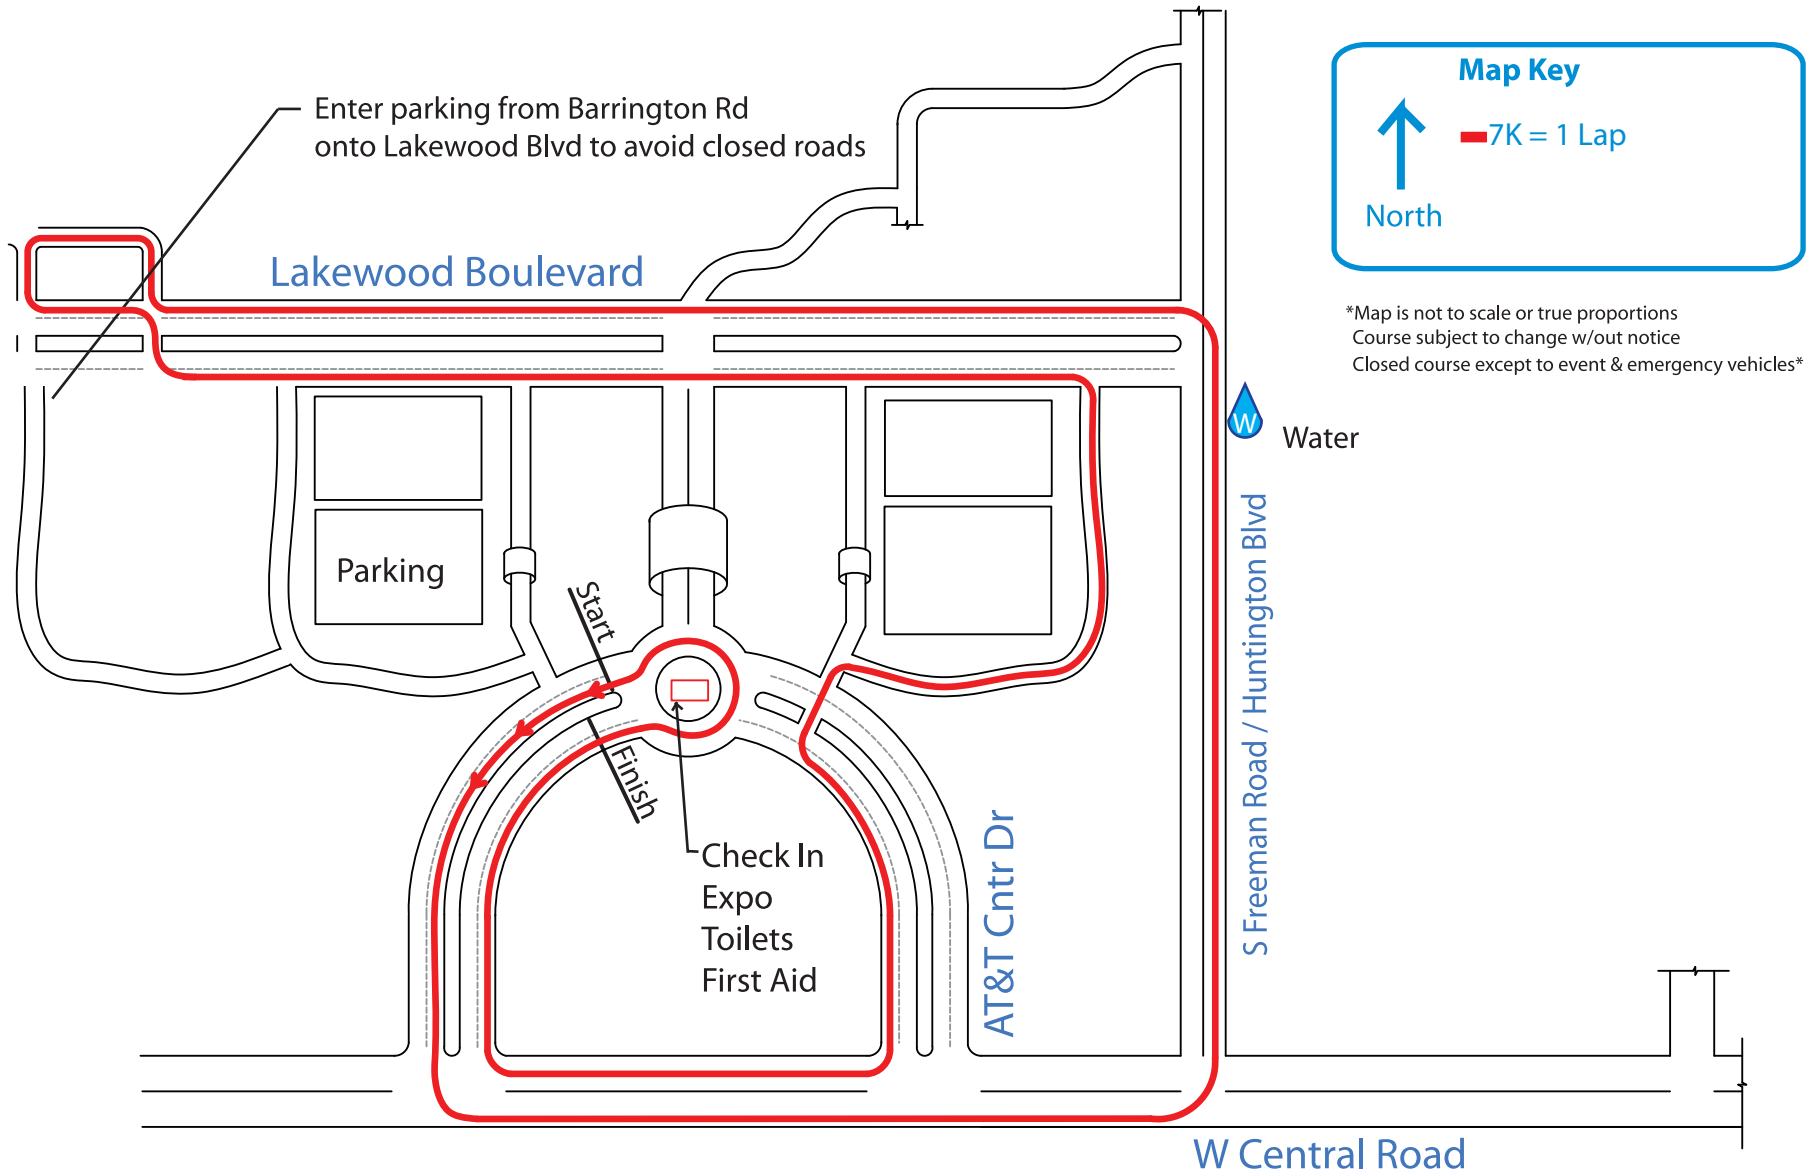 Enter parking from Barrington Rd
onto Lakewood Blvd to avoid closed roads
Map Key
7K = 1 Lap
North
Lakewood Boulevard
*Map is not to scale or true proportions
Course subject to change w/out notice
Closed course except to event & emergency vehicles*
W
Water
Parking
Start
Finish
S Freeman Road / Huntington Blvd
Check In
Expo
Toilets
First Aid
AT&T Cntr Dr
W Central Road